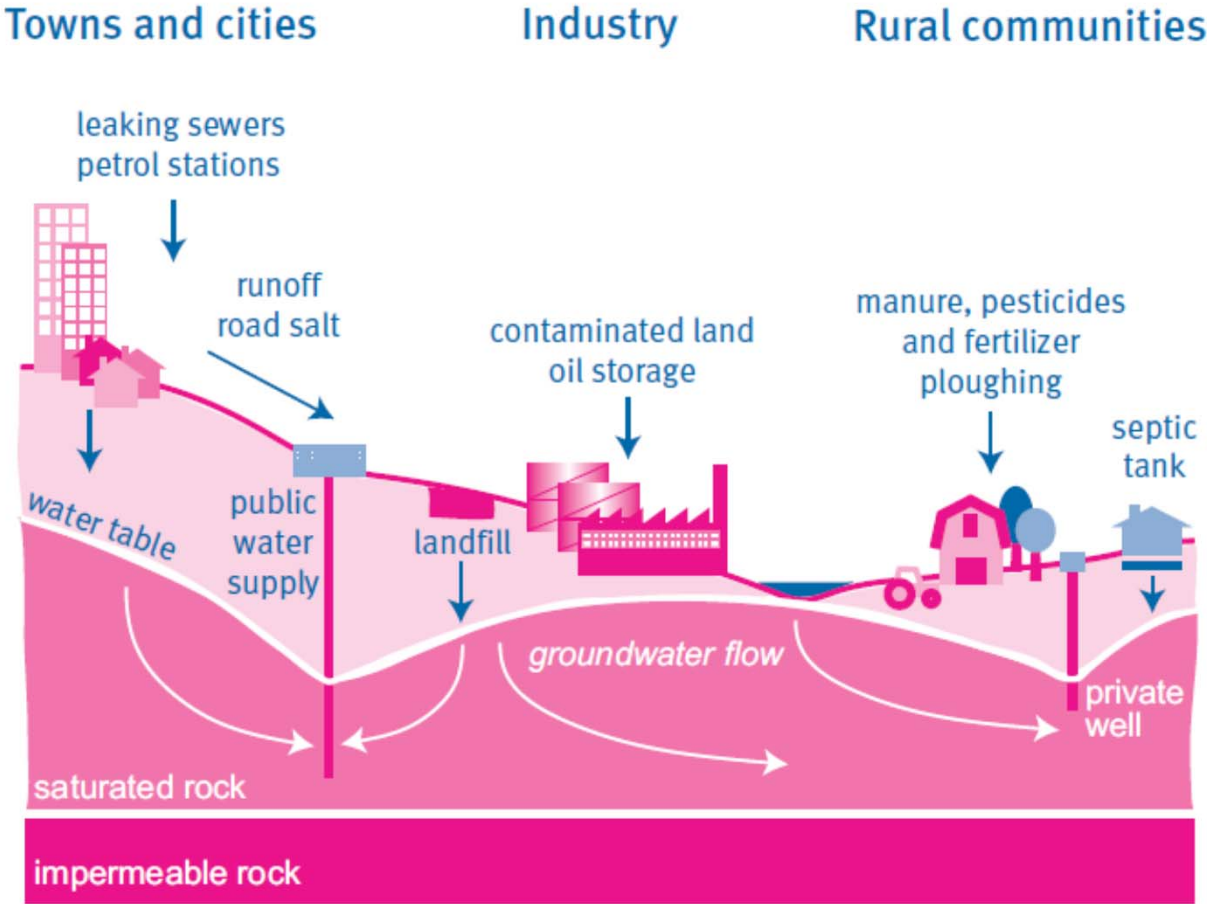 Towns and cities
Industry
Rural communities
leaking sewers
petrol stations
runoff
road salt
contaminated land
oil storage
manure, pesticides
and fertilizer
ploughing
septic
tank
water table
public
water
supply
landfill
groundwater flow
private
well
saturated rock
impermeable rock